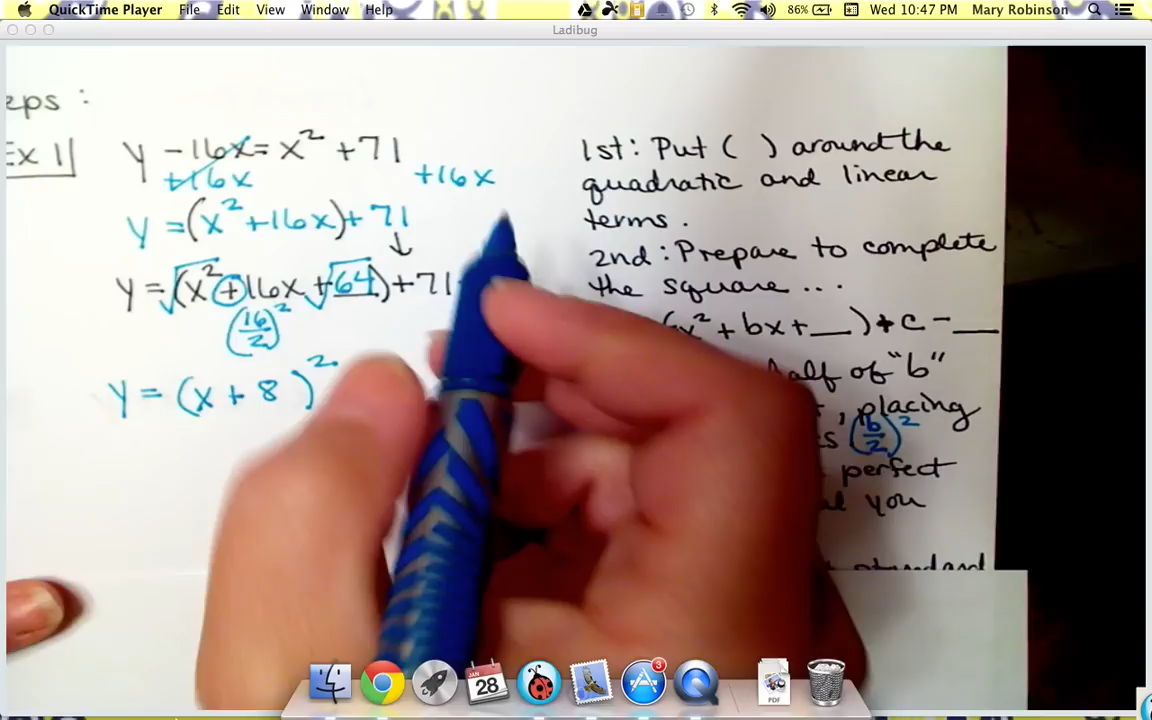 QuickTime Player File Edit View Window Help 86% Wed 10:47 PM Mary Robinson
Ladibug
eps :
Ex 1
y - 16x = x² + 71
+16x +16x
y = (x² + 16x) + 71
y = (x² + 16x + 64) + 71
(16/2)²
y = (x + 8)²
1st: Put ( ) around the
quadratic and linear
terms.
2nd: Prepare to complete
the square...
x² + bx + __) + c - __
half of "b"
, placing
(b/2)²
perfect
you
standard
3
JAN
28
PDF